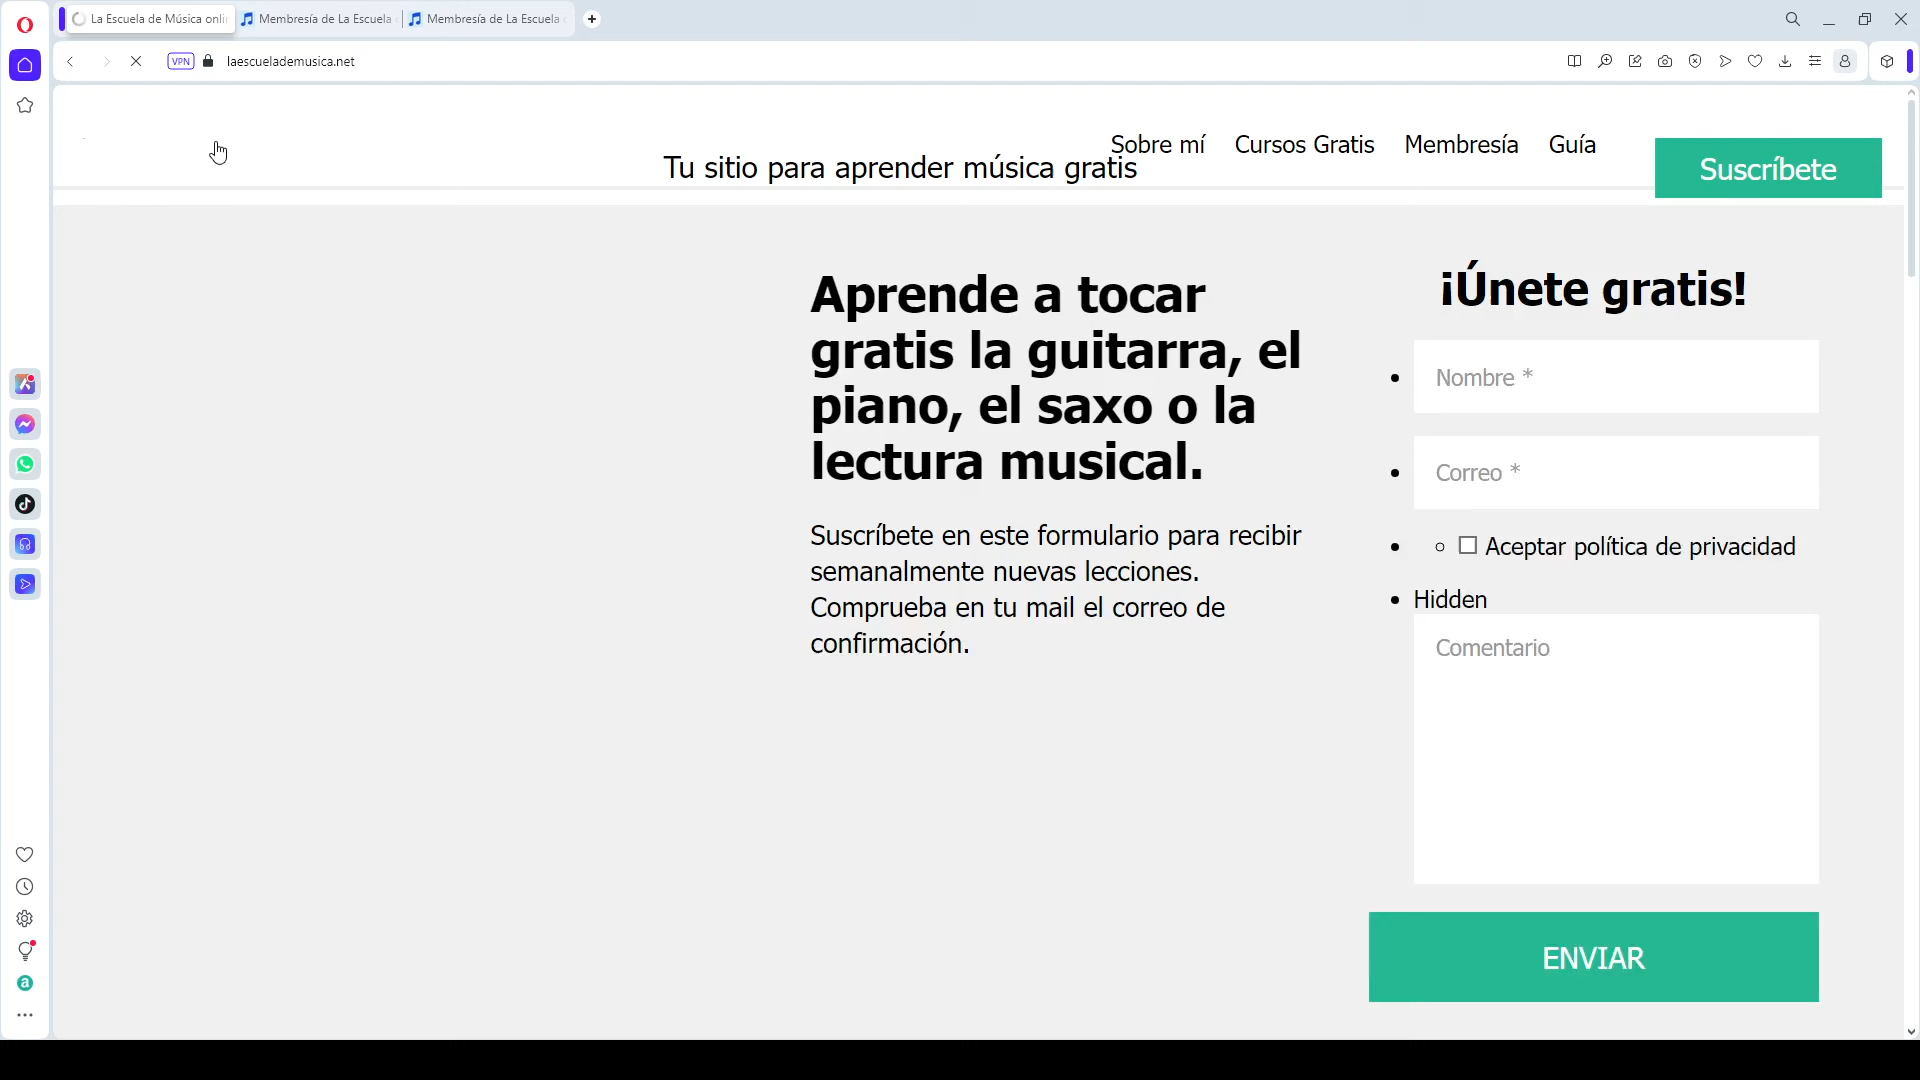 La Escuela de Música onli
Membresía de La Escuela
Membresía de La Escuela
VPN
laescuelademusica.net
Sobre mí
Cursos Gratis
Membresía
Guía
Tu sitio para aprender música gratis
Suscríbete
Aprende a tocar
gratis la guitarra, el
piano, el saxo o la
lectura musical.
Suscríbete en este formulario para recibir
semanalmente nuevas lecciones.
Comprueba en tu mail el correo de
confirmación.
¡Únete gratis!
Nombre *
Correo *
Aceptar política de privacidad
Hidden
Comentario
ENVIAR